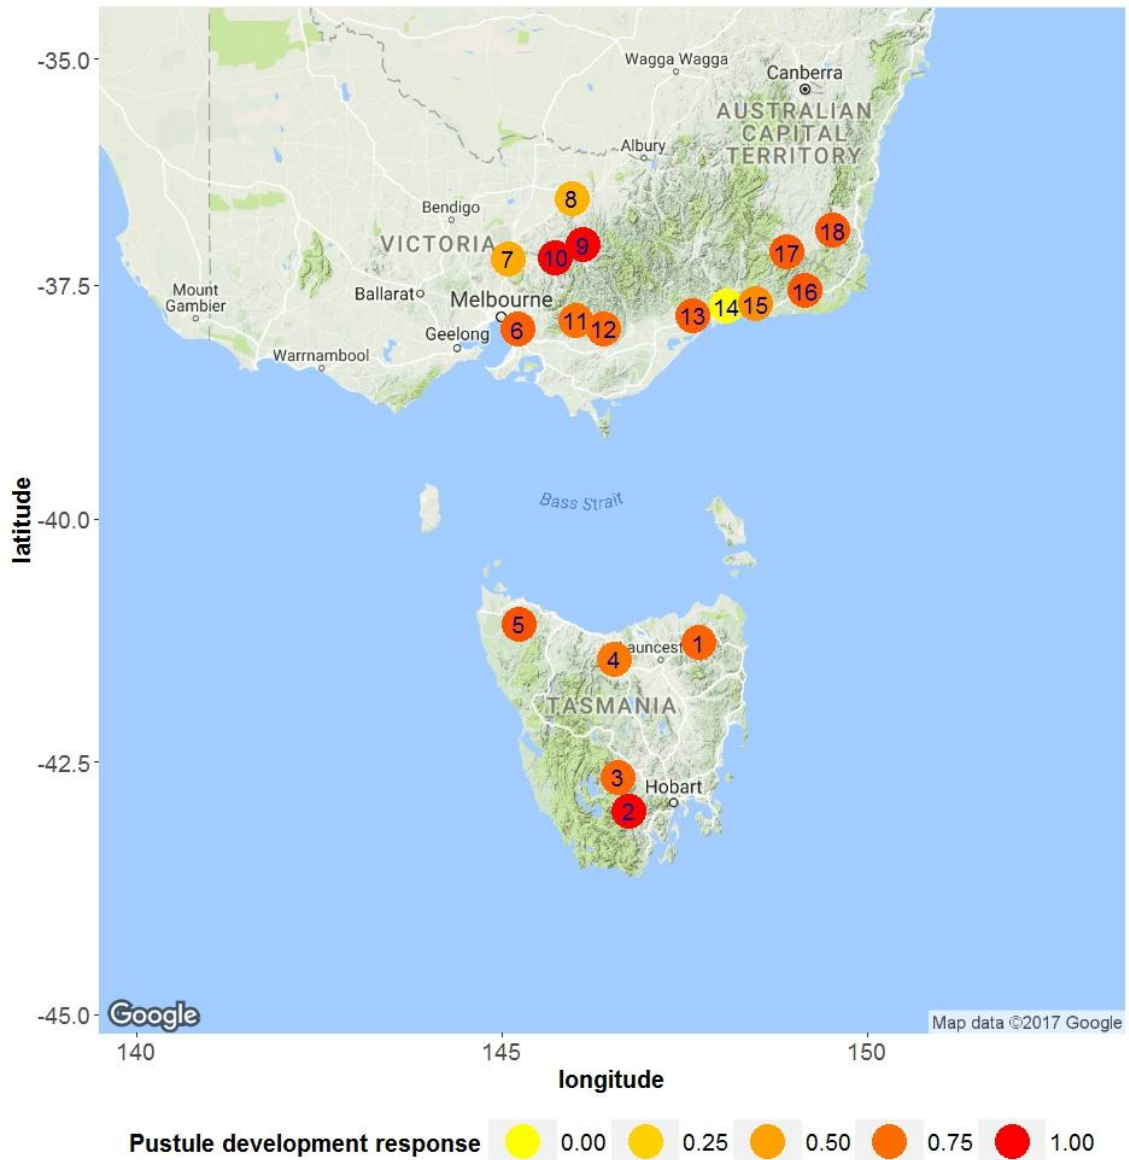 -35.0
Wagga Wagga
Canberra
AUSTRALIAN
CAPITAL
TERRITORY
Albury
8
Bendigo
VICTORIA
18
9
17
10
7
-37.5
Mount
Gambier
Ballarat
Melbourne
16
14
15
13
11
12
6
Geelong
Warrnambool
latitude
-40.0
Bass Strait
5
1
4
auncest
TASMANIA
-42.5
3
Hobart
2
-45.0
Google
Map data ©2017 Google
140
145
150
longitude
Pustule development response 0.00 0.25 0.50 0.75 1.00